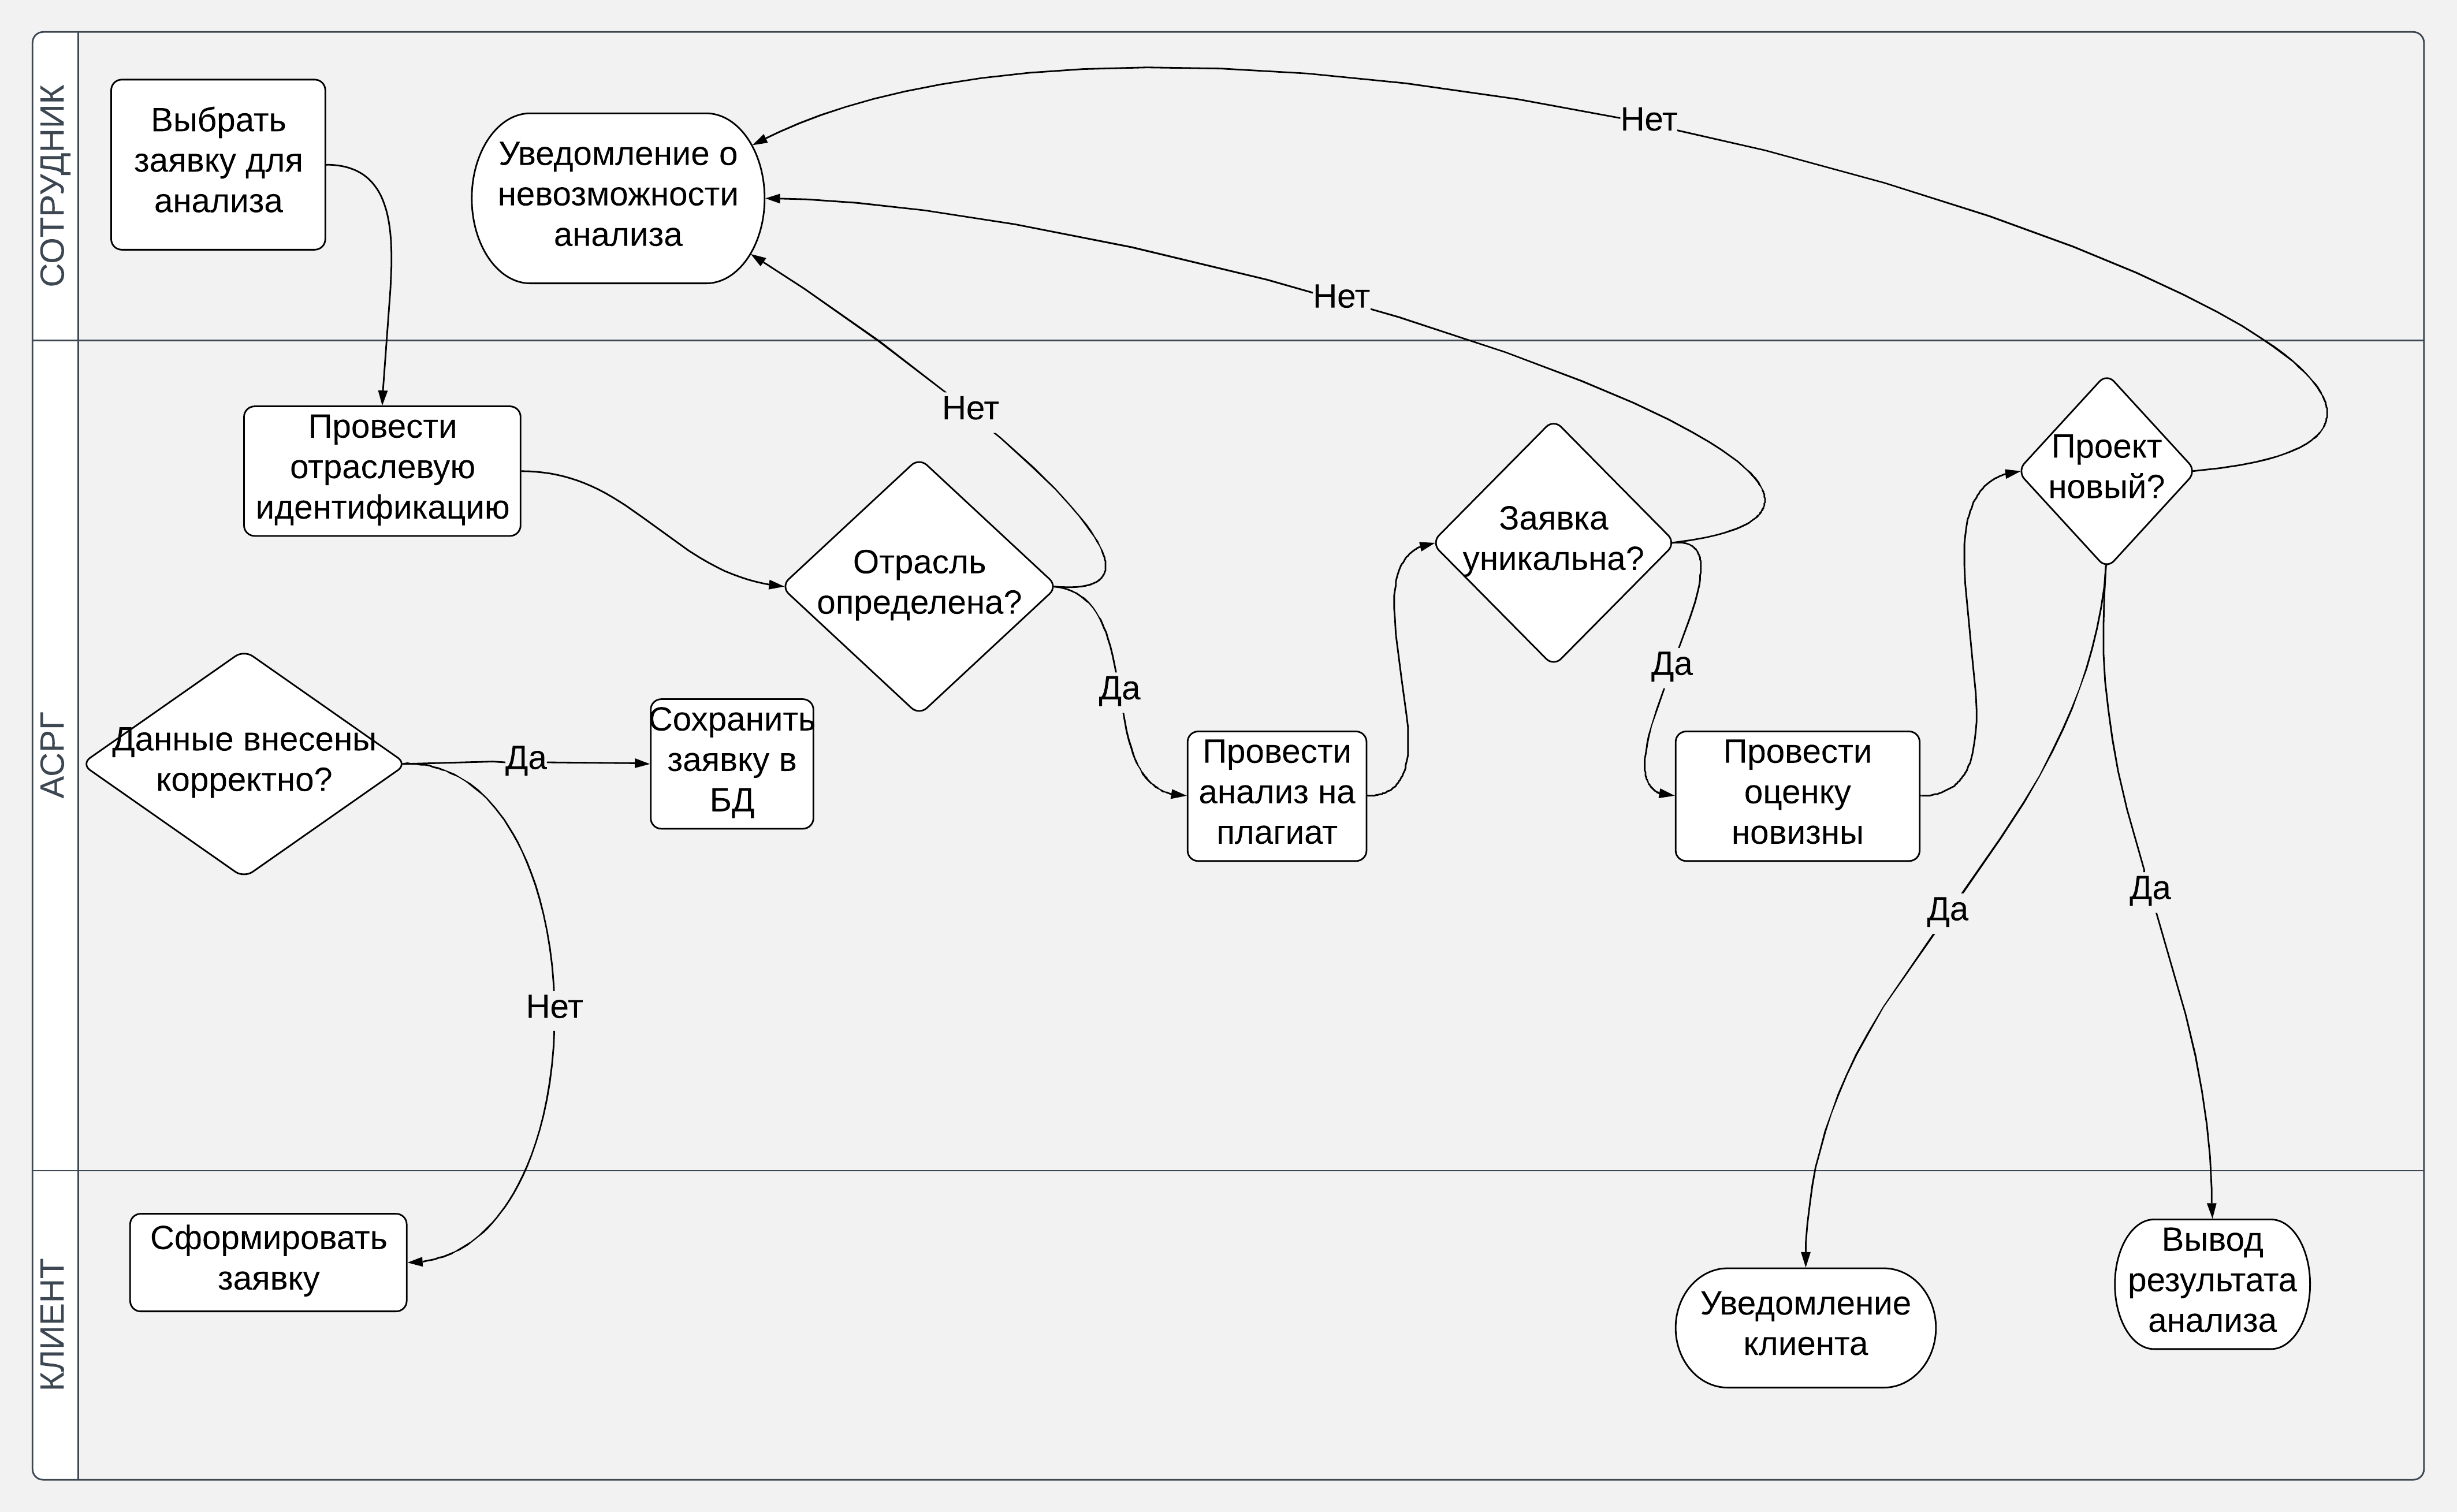 СОТРУДНИК
Выбрать
заявку для
анализа
Уведомление о
невозможности
анализа
Нет
Нет
АСРГ
Провести
отраслевую
идентификацию
Нет
Отрасль
определена?
Заявка
уникальна?
Проект
новый?
Данные внесены
корректно?
Да
Сохранить
заявку в
БД
Да
Провести
анализ на
плагиат
Да
Провести
оценку
новизны
Да
Да
Нет
КЛИЕНТ
Сформировать
заявку
Уведомление
клиента
Вывод
результата
анализа